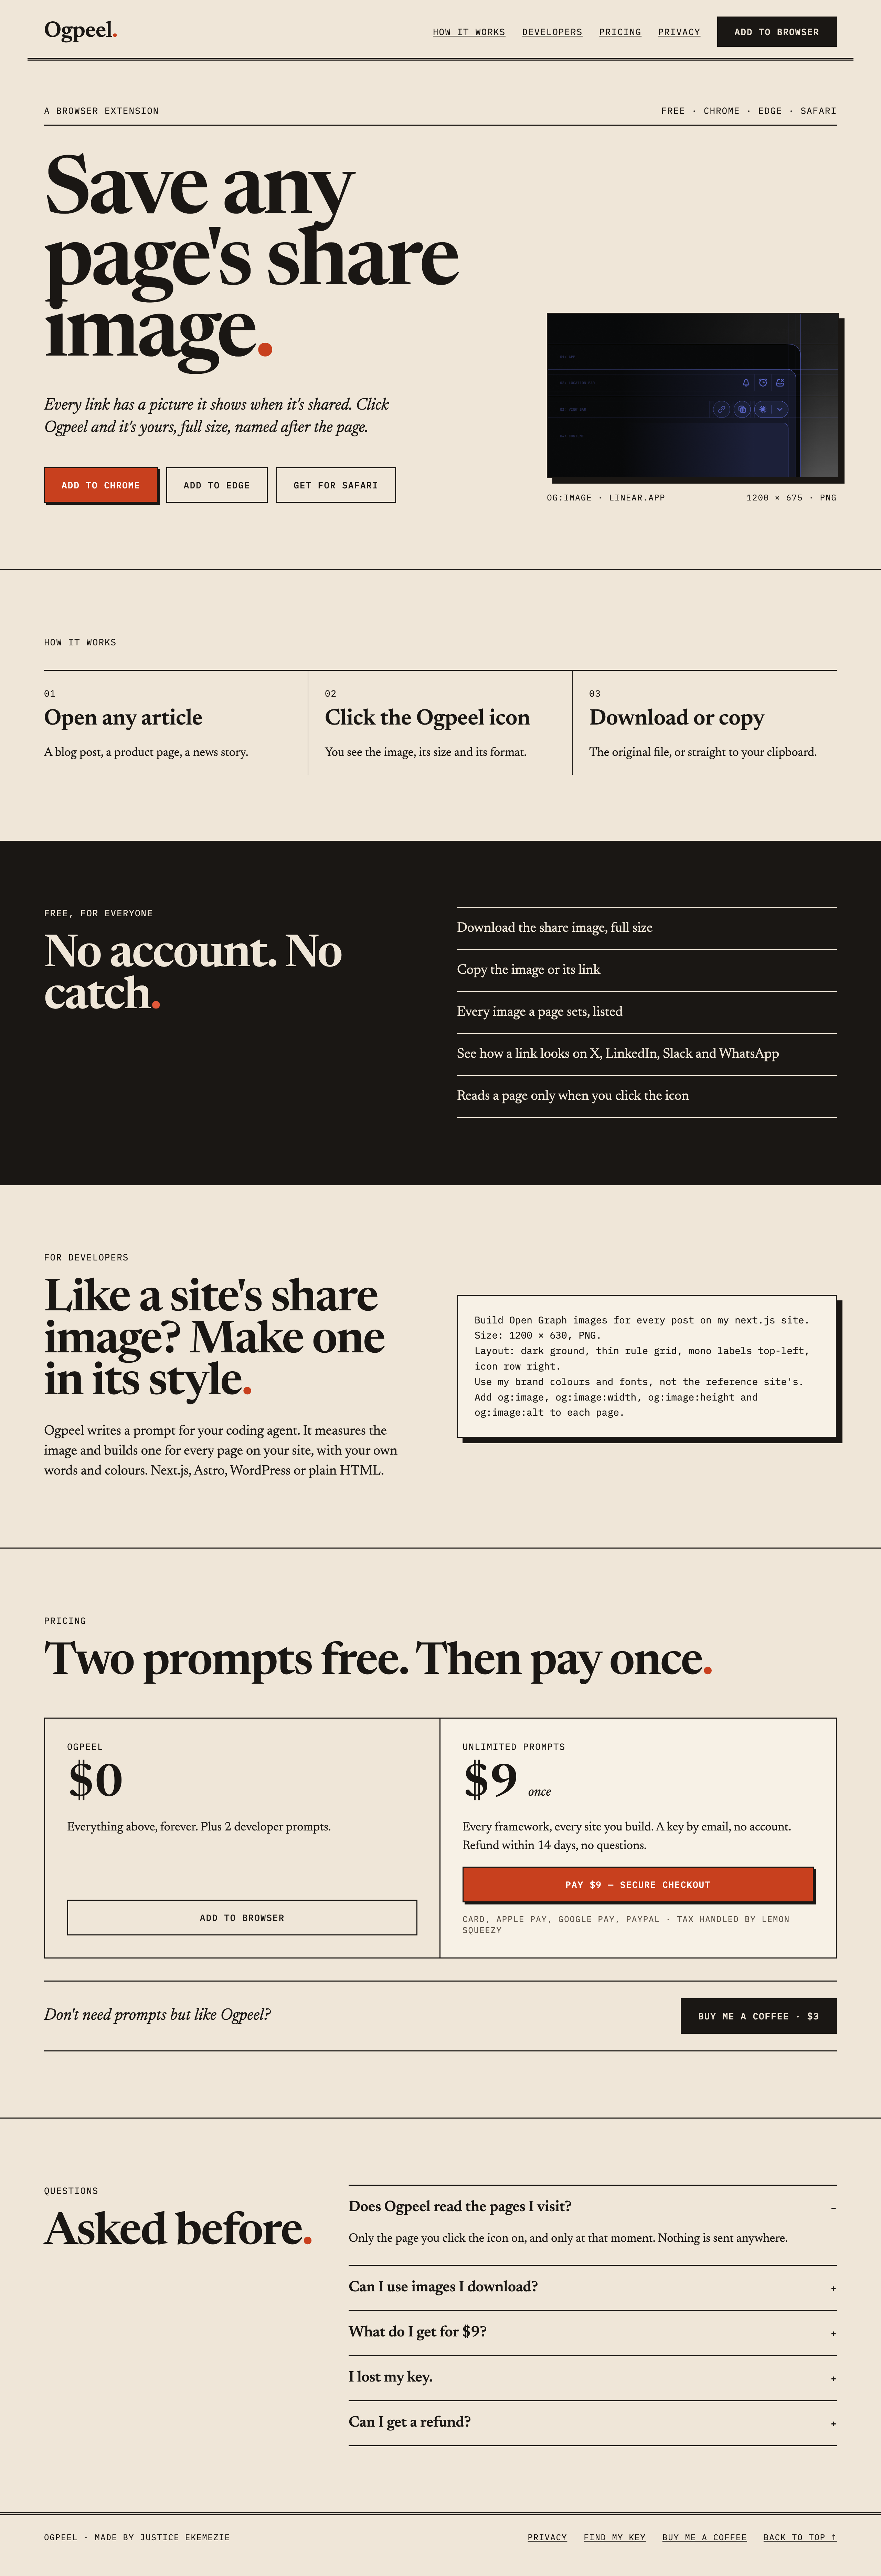 Ogpeel.
HOW IT WORKS DEVELOPERS PRICING PRIVACY ADD TO BROWSER
A BROWSER EXTENSION
FREE · CHROME · EDGE · SAFARI
Save any
page's share
image.
Every link has a picture it shows when it's shared. Click
Ogpeel and it's yours, full size, named after the page.
ADD TO CHROME ADD TO EDGE GET FOR SAFARI
OG:IMAGE · LINEAR.APP 1200 × 675 · PNG
HOW IT WORKS
01
Open any article
A blog post, a product page, a news story.
02
Click the Ogpeel icon
You see the image, its size and its format.
03
Download or copy
The original file, or straight to your clipboard.
FREE, FOR EVERYONE
No account. No
catch.
Download the share image, full size
Copy the image or its link
Every image a page sets, listed
See how a link looks on X, LinkedIn, Slack and WhatsApp
Reads a page only when you click the icon
FOR DEVELOPERS
Like a site's share
image? Make one
in its style.
Ogpeel writes a prompt for your coding agent. It measures the
image and builds one for every page on your site, with your own
words and colours. Next.js, Astro, WordPress or plain HTML.
Build Open Graph images for every post on my next.js site.
Size: 1200 × 630, PNG.
Layout: dark ground, thin rule grid, mono labels top-left,
icon row right.
Use my brand colours and fonts, not the reference site's.
Add og:image, og:image:width, og:image:height and
og:image:alt to each page.
PRICING
Two prompts free. Then pay once.
OGPEEL
$0
Everything above, forever. Plus 2 developer prompts.
ADD TO BROWSER
UNLIMITED PROMPTS
$9 once
Every framework, every site you build. A key by email, no account.
Refund within 14 days, no questions.
PAY $9 — SECURE CHECKOUT
CARD, APPLE PAY, GOOGLE PAY, PAYPAL · TAX HANDLED BY LEMON
SQUEEZY
Don't need prompts but like Ogpeel?
BUY ME A COFFEE · $3
QUESTIONS
Asked before.
Does Ogpeel read the pages I visit? −
Only the page you click the icon on, and only at that moment. Nothing is sent anywhere.
Can I use images I download? +
What do I get for $9? +
I lost my key. +
Can I get a refund? +
OGPEEL · MADE BY JUSTICE EKEMEZIE
PRIVACY FIND MY KEY BUY ME A COFFEE BACK TO TOP ↑